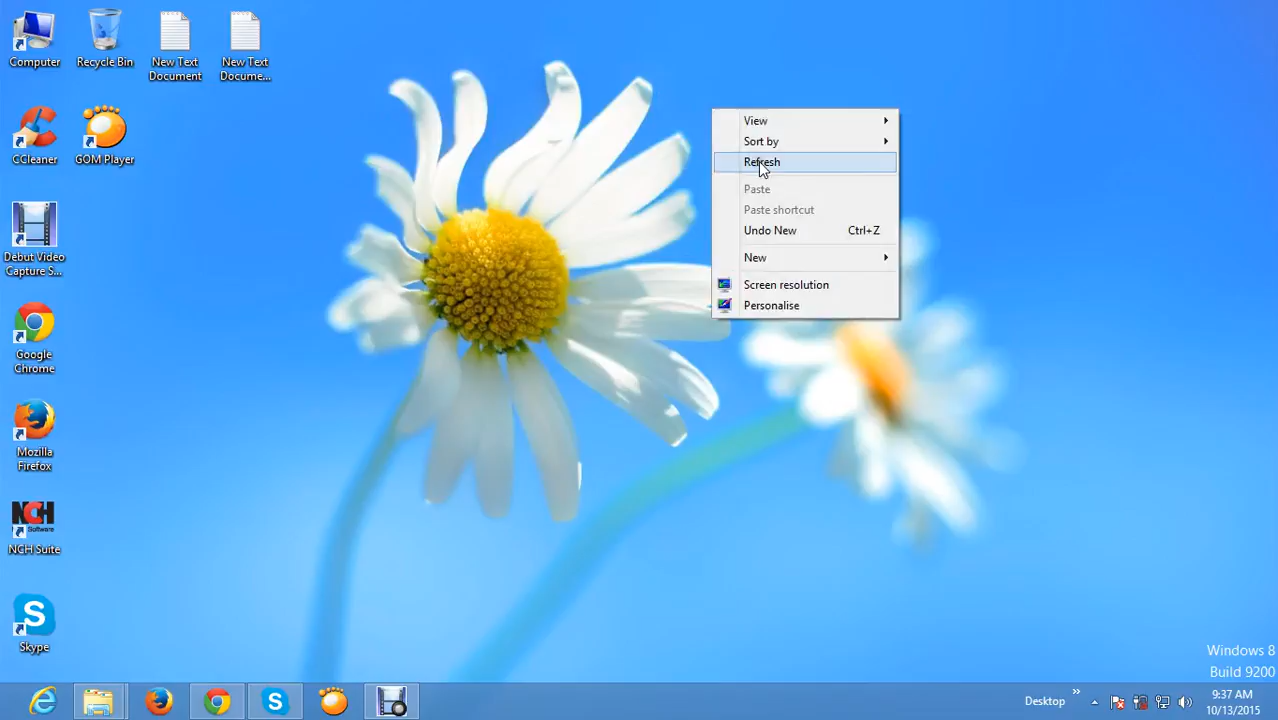 Computer
Recycle Bin
New Text
Document
New Text
Docume...
CCleaner
GOM Player
Debut Video
Capture S...
Google
Chrome
Mozilla
Firefox
NCH
Software
NCH Suite
Skype
View
Sort by
Refresh
Paste
Paste shortcut
Undo New Ctrl+Z
New
Screen resolution
Personalise
Windows 8
Build 9200
Desktop
9:37 AM
10/13/2015